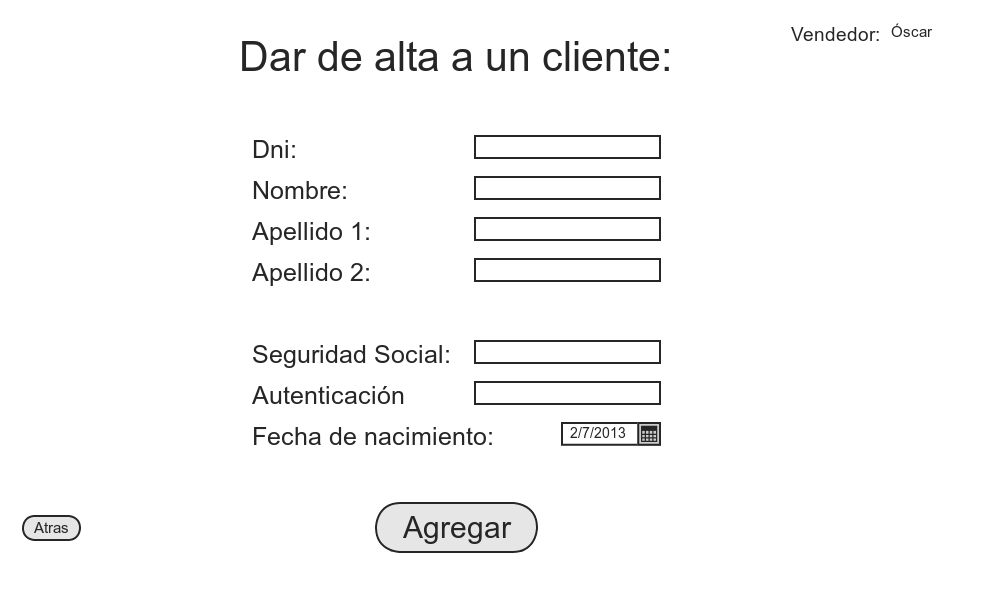 Vendedor: Óscar
Dar de alta a un cliente:
Dni:
Nombre:
Apellido 1:
Apellido 2:
Seguridad Social:
Autenticación
Fecha de nacimiento: 2/7/2013
Atras
Agregar